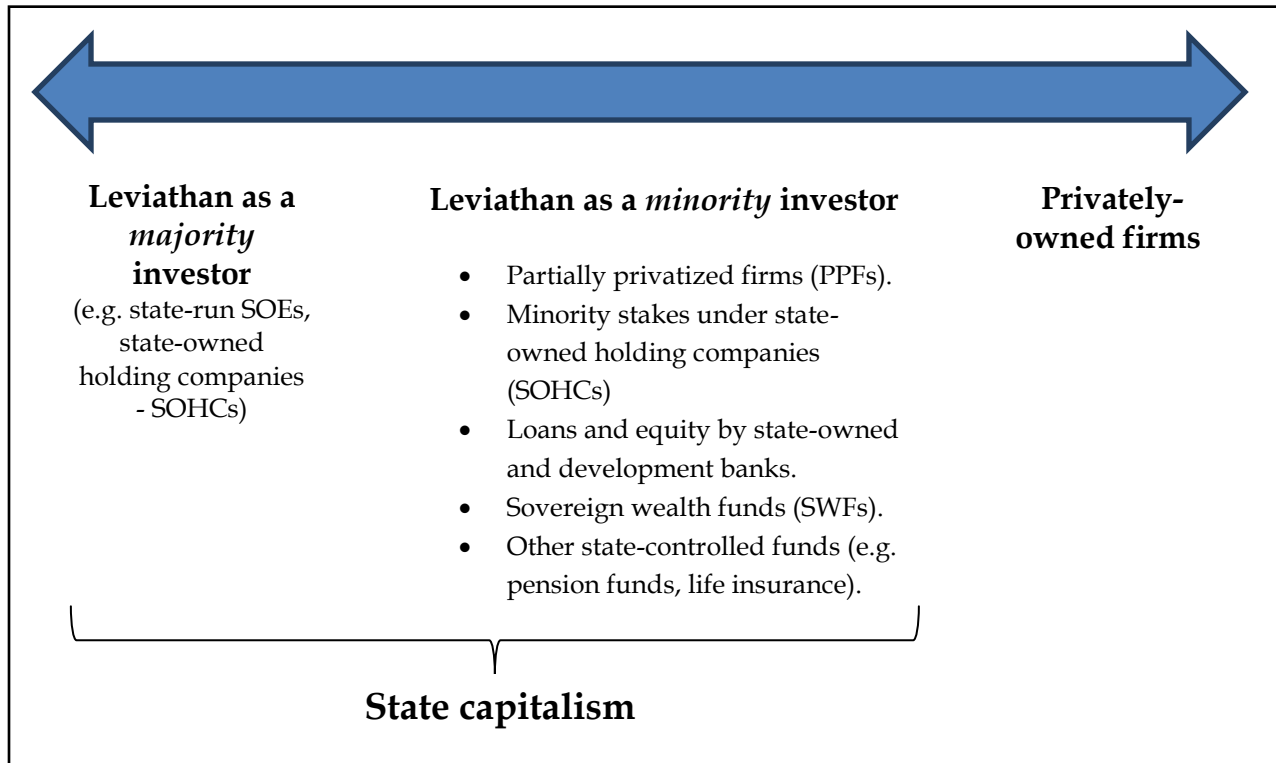 Leviathan as a
majority
investor
(e.g. state-run SOEs,
state-owned
holding companies
- SOHCs)
Leviathan as a minority investor
• Partially privatized firms (PPFs).
• Minority stakes under state-
owned holding companies
(SOHCs)
• Loans and equity by state-owned
and development banks.
• Sovereign wealth funds (SWFs).
• Other state-controlled funds (e.g.
pension funds, life insurance).
Privately-
owned firms
State capitalism